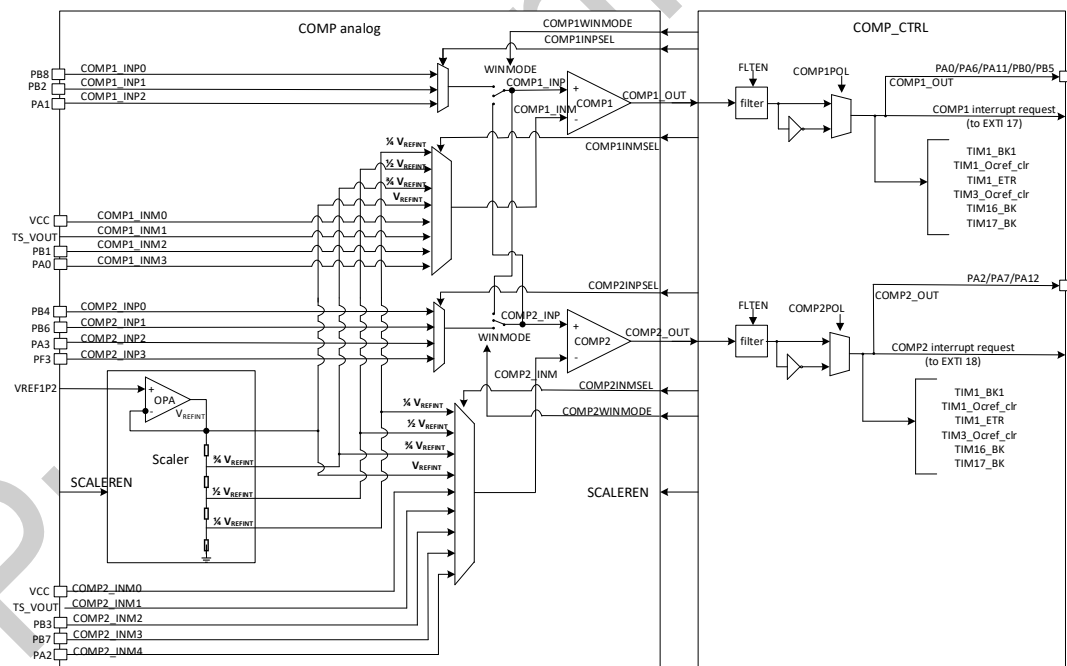 COMP analog
COMP_CTRL
COMP1WINMODE
COMP1INPSEL
PB8 COMP1_INP0
PB2 COMP1_INP1
PA1 COMP1_INP2
WINMODE
COMP1_INP
COMP1_INM
+
COMP1
-
COMP1_OUT
FLTEN
filter
COMP1POL
PA0/PA6/PA11/PB0/PB5
COMP1_OUT
COMP1 interrupt request
(to EXTI 17)
TIM1_BK1
TIM1_Ocref_clr
TIM1_ETR
TIM3_Ocref_clr
TIM16_BK
TIM17_BK
COMP1INMSEL
¼ VREFINT
½ VREFINT
¾ VREFINT
VREFINT
VCC COMP1_INM0
TS_VOUT COMP1_INM1
PB1 COMP1_INM2
PA0 COMP1_INM3
COMP2INPSEL
PB4 COMP2_INP0
PB6 COMP2_INP1
PA3 COMP2_INP2
PF3 COMP2_INP3
WINMODE
COMP2_INP
COMP2_INM
+
COMP2
-
COMP2_OUT
FLTEN
filter
COMP2POL
PA2/PA7/PA12
COMP2_OUT
COMP2 interrupt request
(to EXTI 18)
TIM1_BK1
TIM1_Ocref_clr
TIM1_ETR
TIM3_Ocref_clr
TIM16_BK
TIM17_BK
COMP2INMSEL
COMP2WINMODE
VREF1P2
+
OPA
-
VREFINT
Scaler
¾ VREFINT
½ VREFINT
¼ VREFINT
SCALEREN
¼ VREFINT
½ VREFINT
¾ VREFINT
VREFINT
SCALEREN
VCC COMP2_INM0
TS_VOUT COMP2_INM1
PB3 COMP2_INM2
PB7 COMP2_INM3
PA2 COMP2_INM4